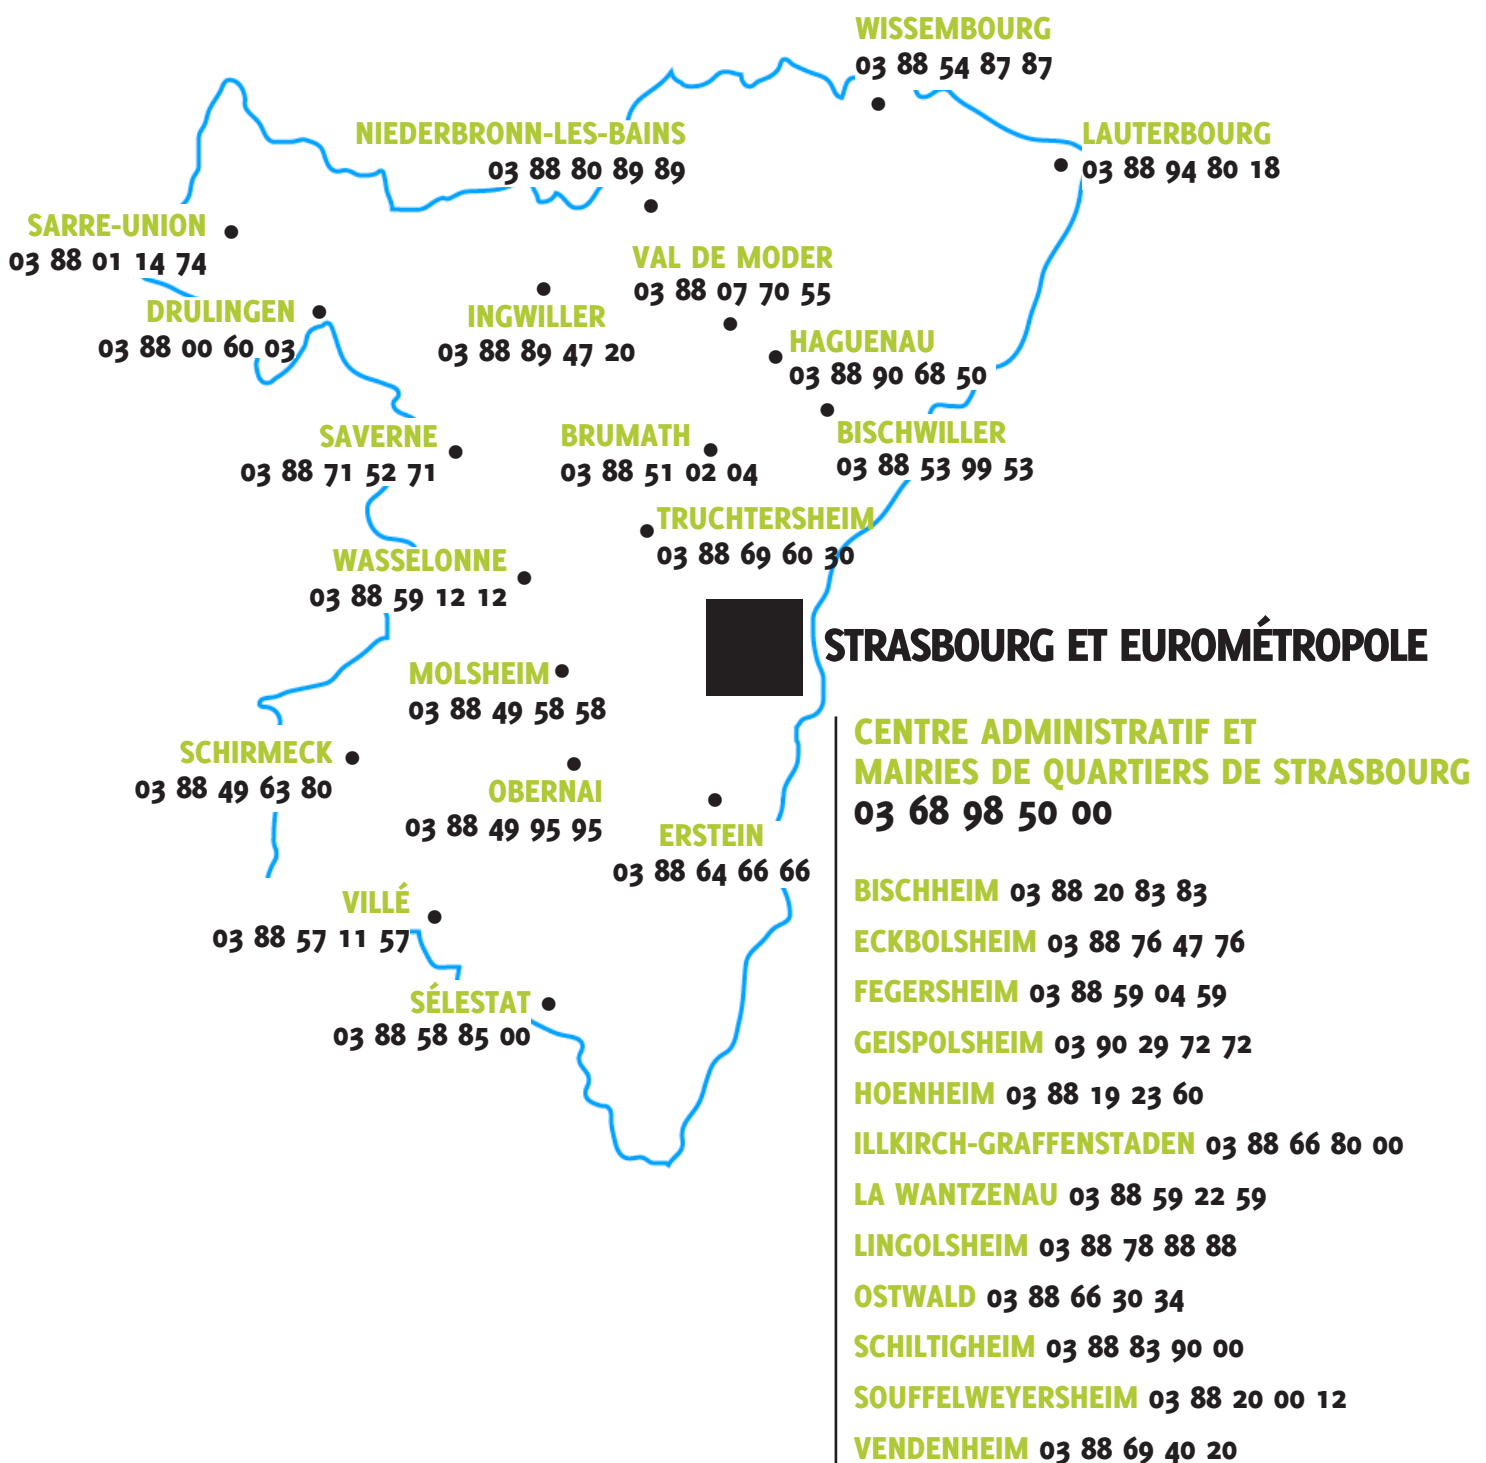 WISSEMBOURG
03 88 54 87 87
NIEDERBRONN-LES-BAINS
03 88 80 89 89
LAUTERBOURG
03 88 94 80 18
SARRE-UNION
03 88 01 14 74
VAL DE MODER
03 88 07 70 55
DRULINGEN
03 88 00 60 03
INGWILLER
03 88 89 47 20
HAGUENAU
03 88 90 68 50
SAVERNE
03 88 71 52 71
BRUMATH
03 88 51 02 04
BISCHWILLER
03 88 53 99 53
TRUCHTERSHEIM
03 88 69 60 30
WASSELONNE
03 88 59 12 12
STRASBOURG ET EUROMÉTROPOLE
MOLSHEIM
03 88 49 58 58
SCHIRMECK
03 88 49 63 80
OBERNAI
03 88 49 95 95
ERSTEIN
03 88 64 66 66
VILLÉ
03 88 57 11 57
SÉLESTAT
03 88 58 85 00
CENTRE ADMINISTRATIF ET
MAIRIES DE QUARTIERS DE STRASBOURG
03 68 98 50 00
BISCHHEIM 03 88 20 83 83
ECKBOLSHEIM 03 88 76 47 76
FEGERSHEIM 03 88 59 04 59
GEISPOLSHEIM 03 90 29 72 72
HOENHEIM 03 88 19 23 60
ILLKIRCH-GRAFFENSTADEN 03 88 66 80 00
LA WANTZENAU 03 88 59 22 59
LINGOLSHEIM 03 88 78 88 88
OSTWALD 03 88 66 30 34
SCHILTIGHEIM 03 88 83 90 00
SOUFFELWEYERSHEIM 03 88 20 00 12
VENDENHEIM 03 88 69 40 20